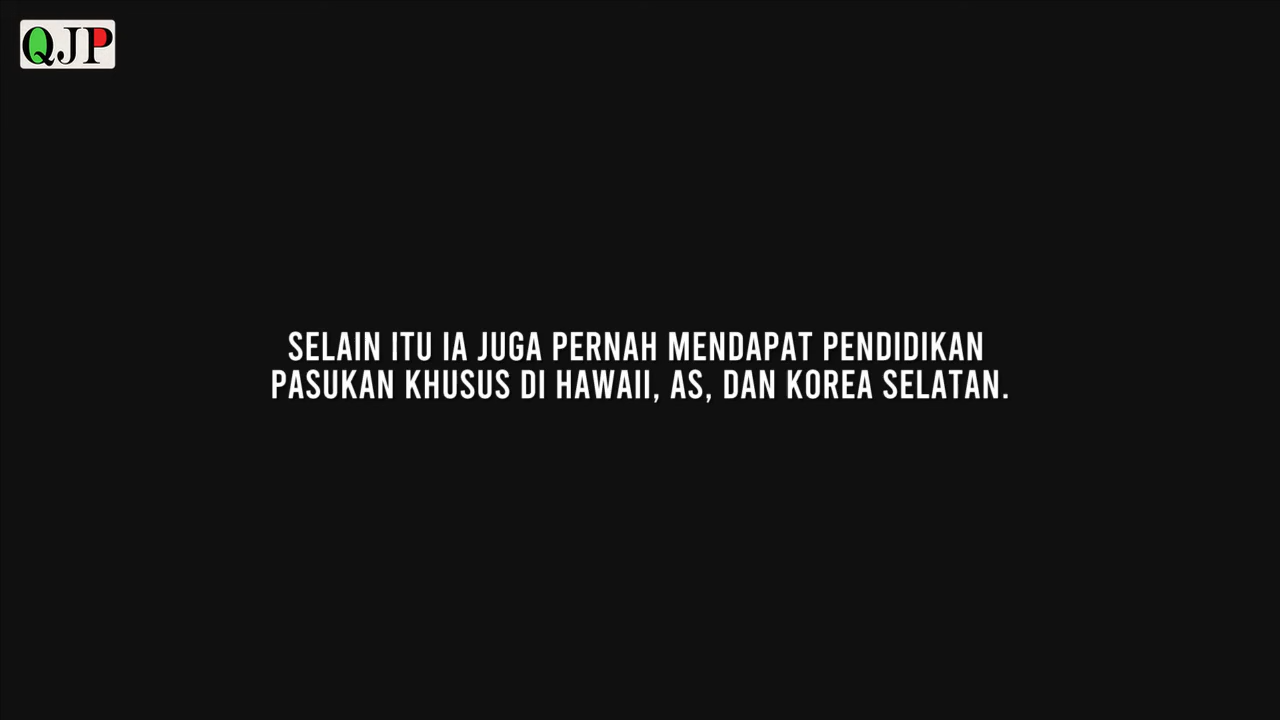 QJP
SELAIN ITU IA JUGA PERNAH MENDAPAT PENDIDIKAN
PASUKAN KHUSUS DI HAWAII, AS, DAN KOREA SELATAN.